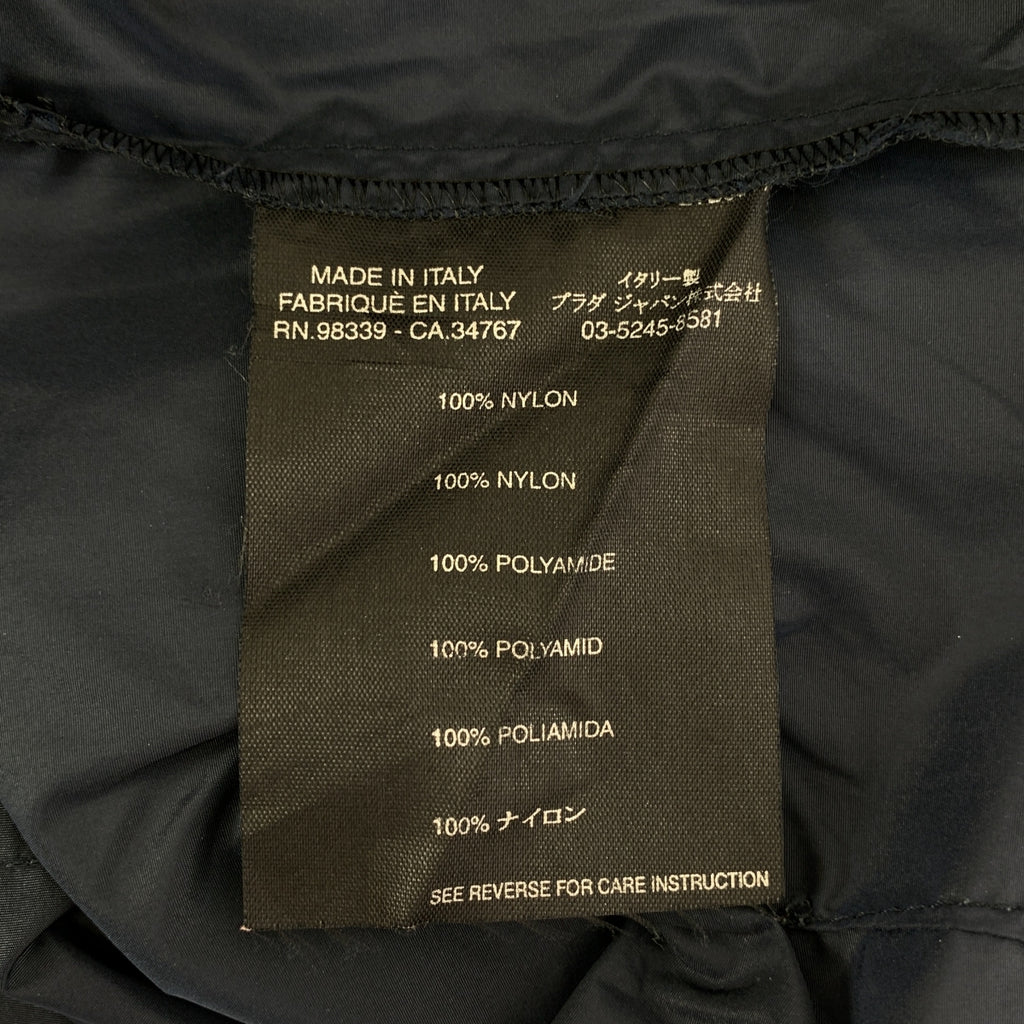 MADE IN ITALY
FABRIQUÈ EN ITALY
RN.98339 - CA.34767
イタリー製
プラダ ジャパン株式会社
03-5245-8581
100% NYLON
100% NYLON
100% POLYAMIDE
100% POLYAMID
100% POLIAMIDA
100% ナイロン
SEE REVERSE FOR CARE INSTRUCTION